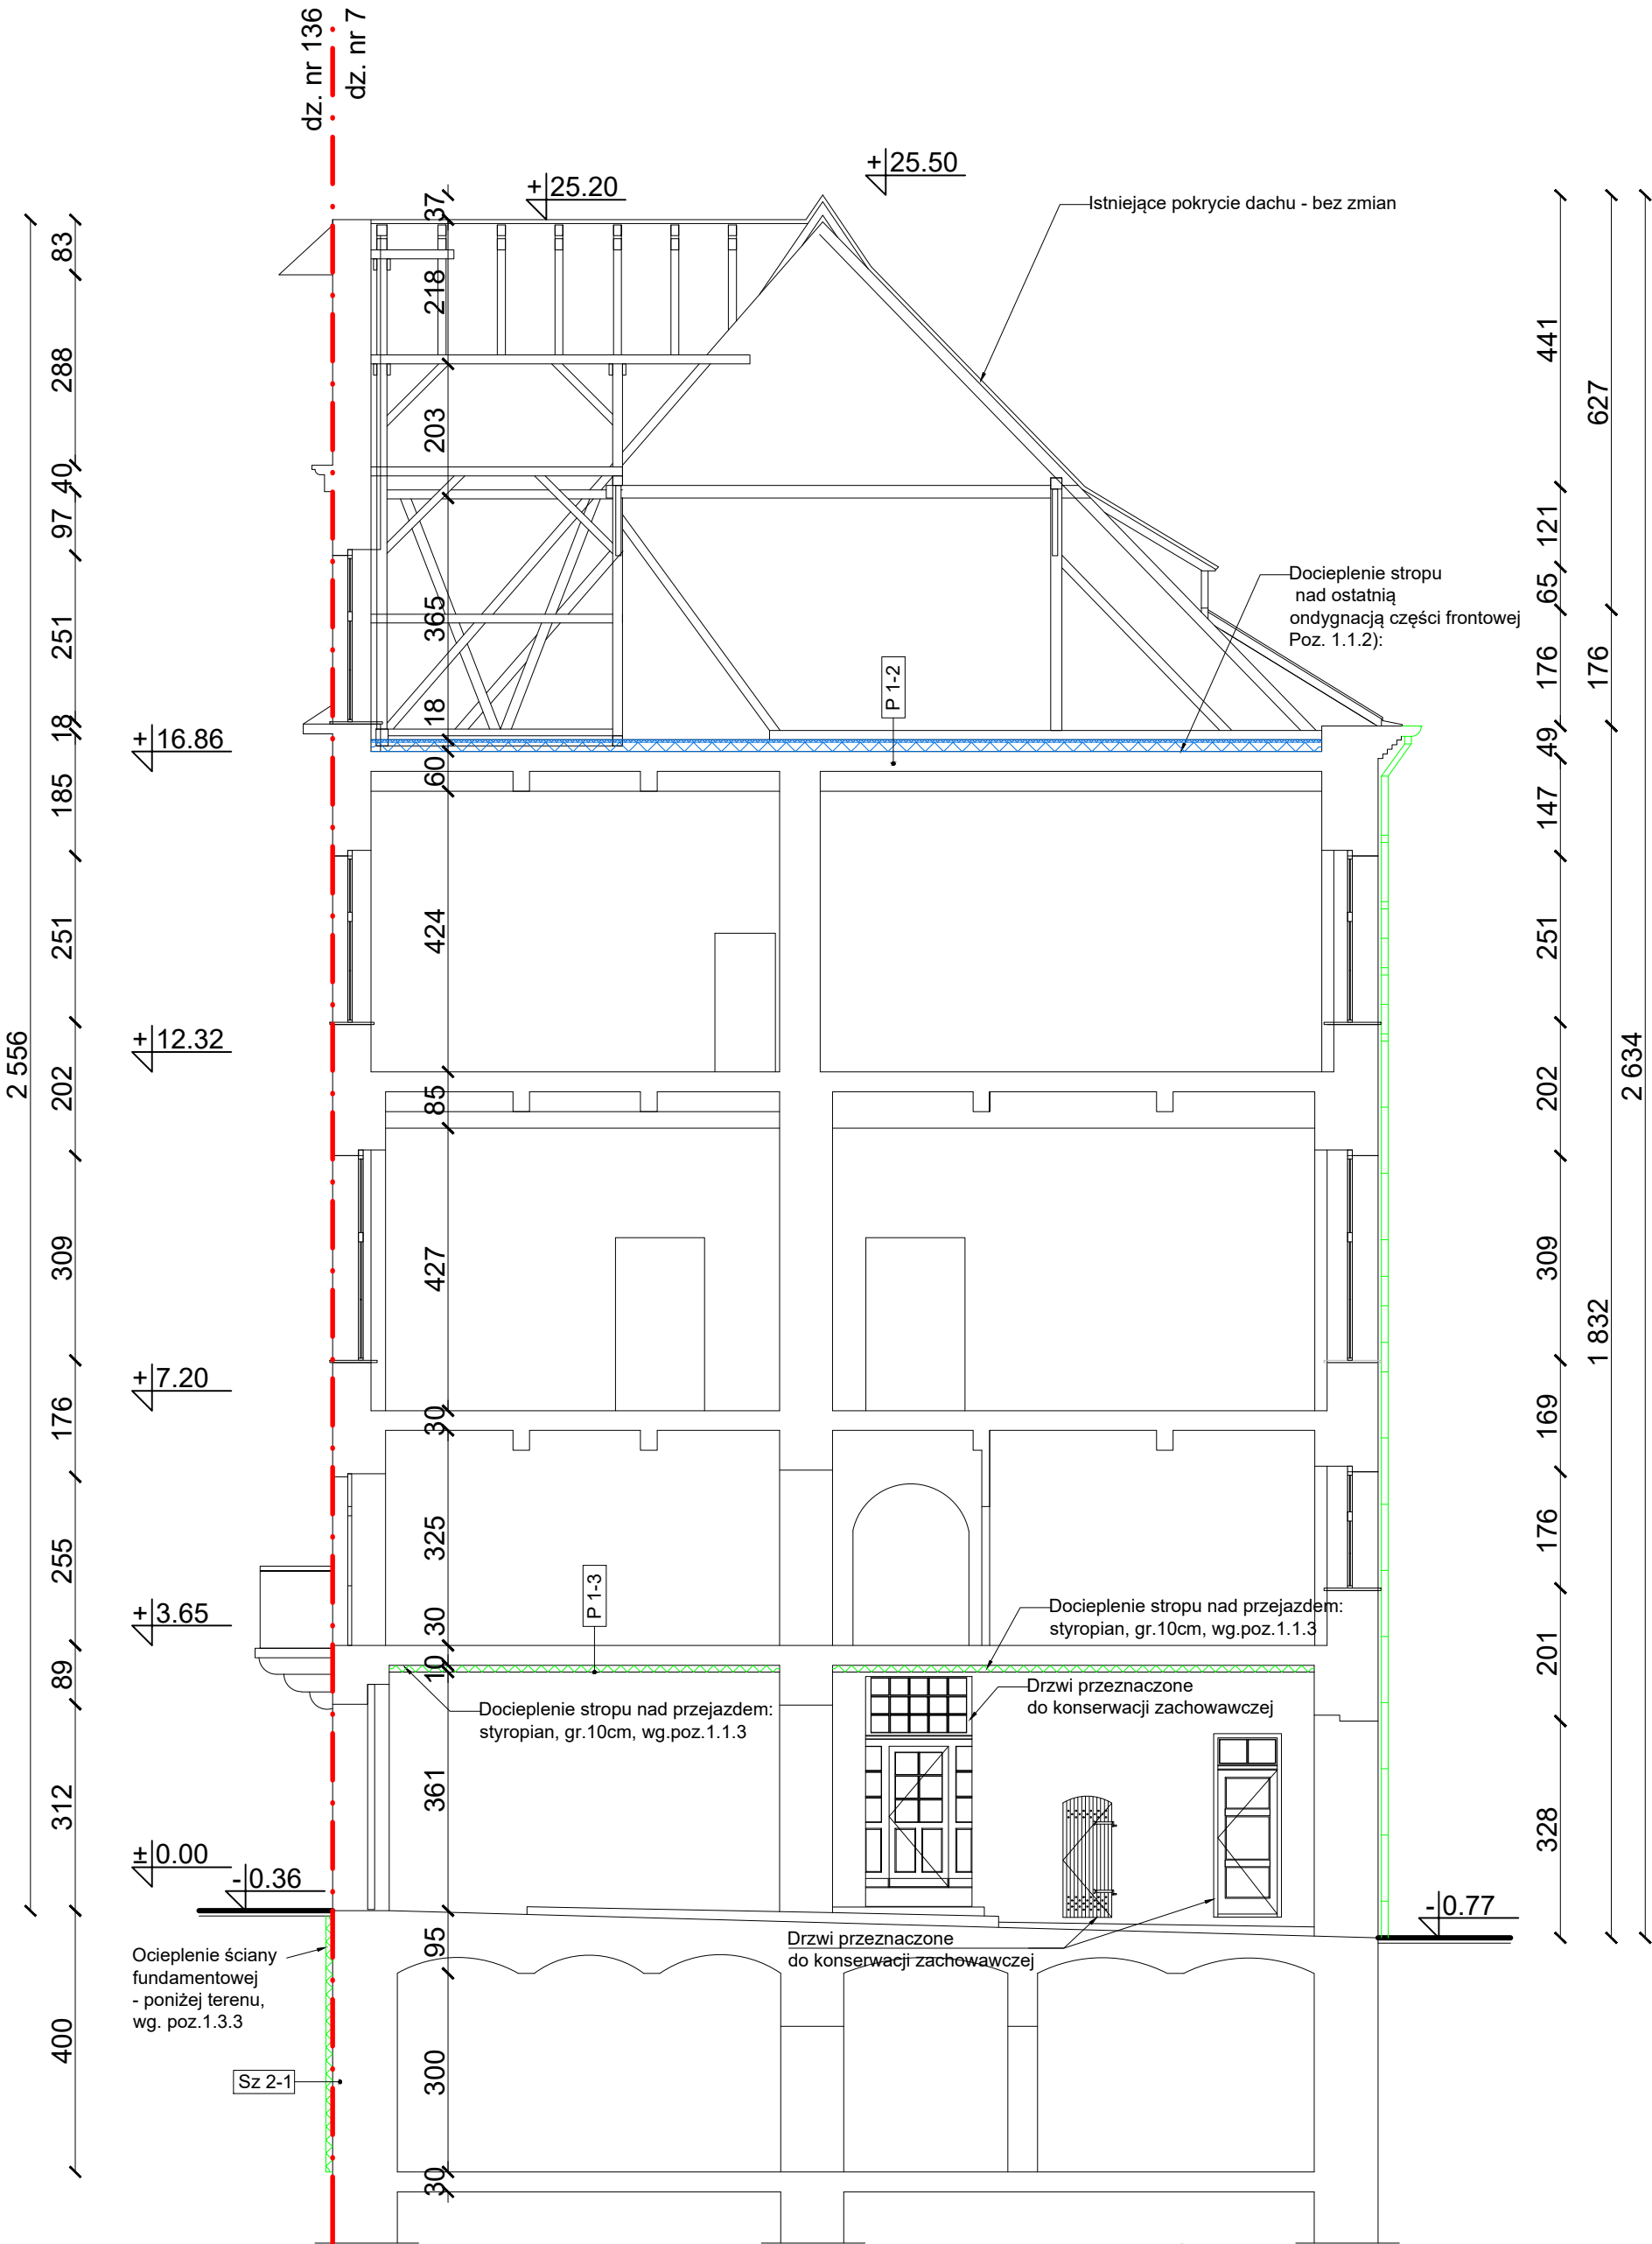 dz. nr 136
dz. nr 7
+25.20
+25.50
Istniejące pokrycie dachu - bez zmian
Docieplenie stropu
nad ostatnią
ondygnacją części frontowej
Poz. 1.1.2):
P 1-2
+16.86
+12.32
+7.20
+3.65
±0.00
-0.36
-0.77
P 1-3
Docieplenie stropu nad przejazdem:
styropian, gr.10cm, wg.poz.1.1.3
Drzwi przeznaczone
do konserwacji zachowawczej
Docieplenie stropu nad przejazdem:
styropian, gr.10cm, wg.poz.1.1.3
Drzwi przeznaczone
do konserwacji zachowawczej
Ocieplenie ściany
fundamentowej
- poniżej terenu,
wg. poz.1.3.3
Sz 2-1
2 556
83
288
40
97
251
18
185
251
202
309
176
255
89
312
400
37
218
203
365
18
60
424
85
427
30
325
30
10
361
95
300
30
441
121
65
176
49
147
251
202
309
169
176
201
328
627
176
1 832
2 634